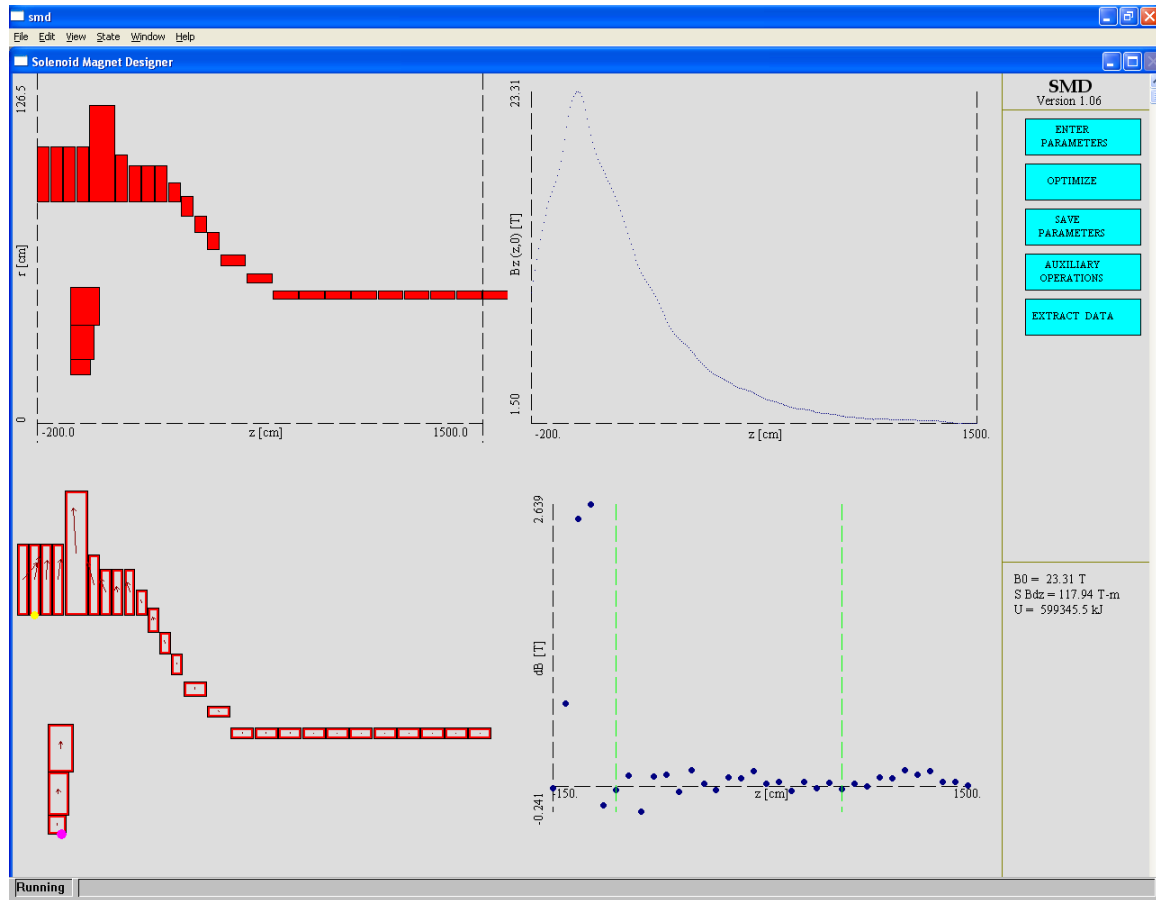 smd
File Edit View State Window Help
Solenoid Magnet Designer
126.5
r [cm]
0
-200.0 z [cm] 1500.0
23.31
B z (z,0) [T]
1.50
-200. z [cm] 1500.
SMD
Version 1.06
ENTER
PARAMETERS
OPTIMIZE
SAVE
PARAMETERS
AUXILIARY
OPERATIONS
EXTRACT DATA
2.639
dB [T]
-0.241
-150. z [cm] 1500.
B0 = 23.31 T
S Bdz = 117.94 T-m
U = 599345.5 kJ
Running